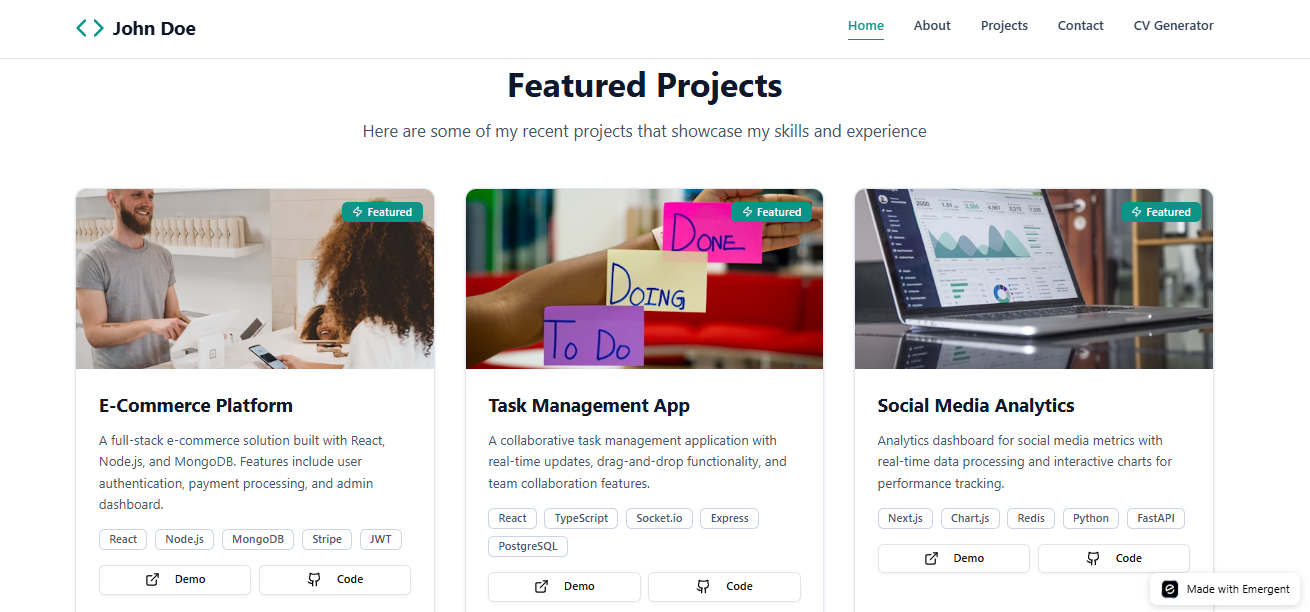 John Doe
Home About Projects Contact CV Generator
Featured Projects
Here are some of my recent projects that showcase my skills and experience
Featured
E-Commerce Platform
A full-stack e-commerce solution built with React,
Node.js, and MongoDB. Features include user
authentication, payment processing, and admin
dashboard.
React Node.js MongoDB Stripe JWT
Demo Code
Featured
DONE
DOING
TO DO
Task Management App
A collaborative task management application with
real-time updates, drag-and-drop functionality, and
team collaboration features.
React TypeScript Socket.io Express
PostgreSQL
Demo Code
Featured
Social Media Analytics
Analytics dashboard for social media metrics with
real-time data processing and interactive charts for
performance tracking.
Next.js Chart.js Redis Python FastAPI
Demo Code
Made with Emergent